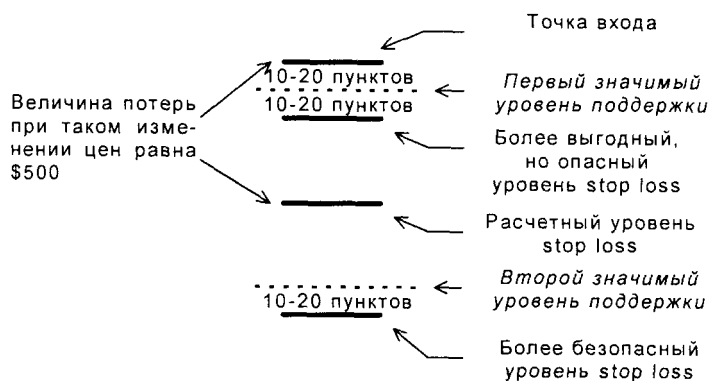 Точка входа
10-20 пунктов
Первый значимый
уровень поддержки
10-20 пунктов
Величина потерь
при таком изме-
нении цен равна
$500
Более выгодный,
но опасный
уровень stop loss
Расчетный уровень
stop loss
Второй значимый
уровень поддержки
10-20 пунктов
Более безопасный
уровень stop loss